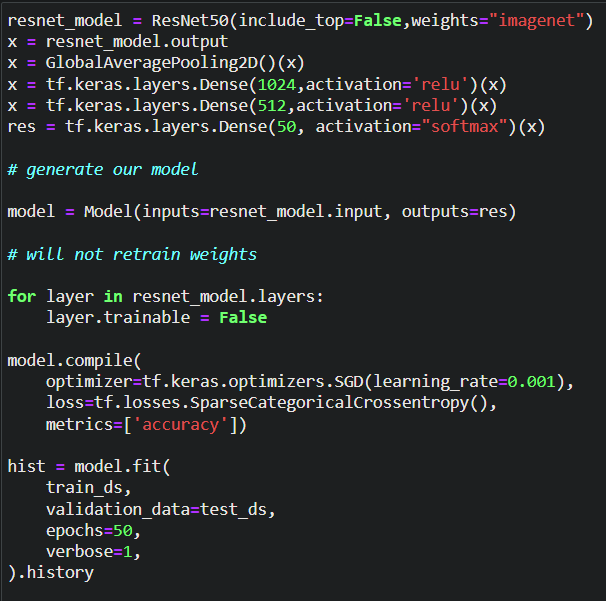 resnet_model = ResNet50(include_top=False,weights="imagenet")
x = resnet_model.output
x = GlobalAveragePooling2D()(x)
x = tf.keras.layers.Dense(1024,activation='relu')(x)
x = tf.keras.layers.Dense(512,activation='relu')(x)
res = tf.keras.layers.Dense(50, activation="softmax")(x)
# generate our model
model = Model(inputs=resnet_model.input, outputs=res)
# will not retrain weights
for layer in resnet_model.layers:
    layer.trainable = False
model.compile(
    optimizer=tf.keras.optimizers.SGD(learning_rate=0.001),
    loss=tf.losses.SparseCategoricalCrossentropy(),
    metrics=['accuracy'])
hist = model.fit(
    train_ds,
    validation_data=test_ds,
    epochs=50,
    verbose=1,
).history